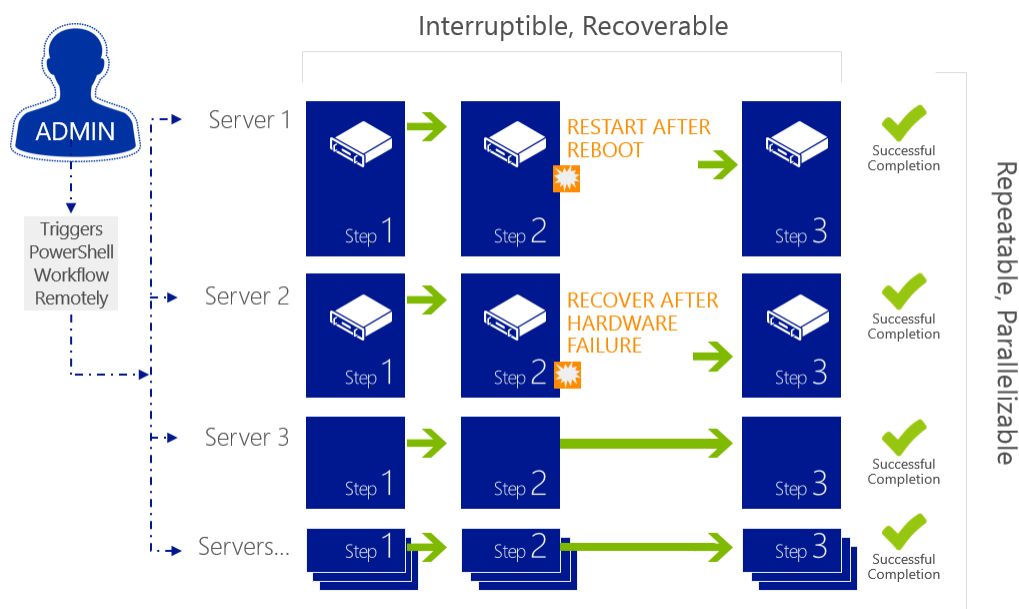 Interruptible, Recoverable
ADMIN
Triggers
PowerShell
Workflow
Remotely
Server 1
Step 1
Step 2
RESTART AFTER
REBOOT
Step 3
Successful
Completion
Server 2
Step 1
Step 2
RECOVER AFTER
HARDWARE
FAILURE
Step 3
Successful
Completion
Server 3
Step 1
Step 2
Step 3
Successful
Completion
Servers...
Step 1
Step 2
Step 3
Successful
Completion
Repeatable, Parallelizable